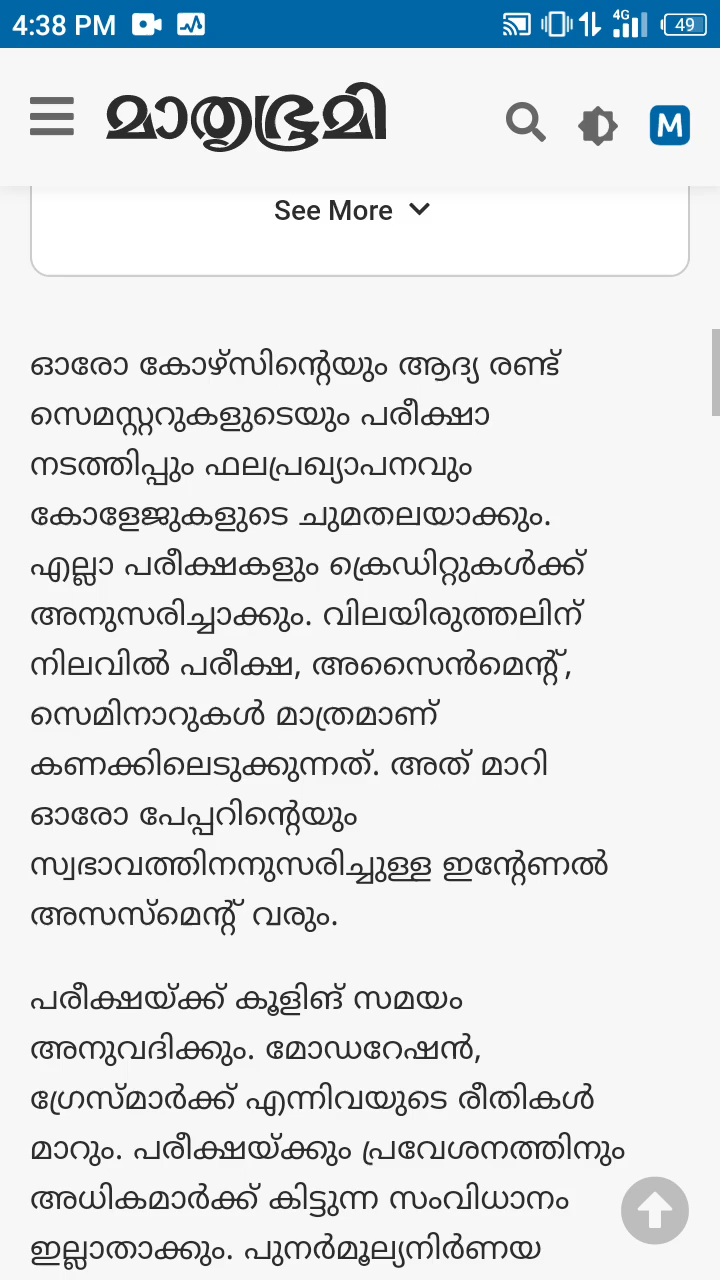 4:38 PM
4G
49
മാതൃഭൂമി
M
See More
ഓരോ കോഴ്സിന്റെയും ആദ്യ രണ്ട്
സെമസ്റ്ററുകളുടെയും പരീക്ഷാ
നടത്തിപ്പും ഫലപ്രഖ്യാപനവും
കോളേജുകളുടെ ചുമതലയാക്കും.
എല്ലാ പരീക്ഷകളും ക്രെഡിറ്റുകൾക്ക്
അനുസരിച്ചാക്കും. വിലയിരുത്തലിന്
നിലവിൽ പരീക്ഷ, അസൈൻമെന്റ്,
സെമിനാറുകൾ മാത്രമാണ്
കണക്കിലെടുക്കുന്നത്. അത് മാറി
ഓരോ പേപ്പറിന്റെയും
സ്വഭാവത്തിനനുസരിച്ചുള്ള ഇന്റേണൽ
അസസ്മെന്റ് വരും.
പരീക്ഷയ്ക്ക് കൂളിങ് സമയം
അനുവദിക്കും. മോഡറേഷൻ,
ഗ്രേസ്മാർക്ക് എന്നിവയുടെ രീതികൾ
മാറും. പരീക്ഷയ്ക്കും പ്രവേശനത്തിനും
അധികമാർക്ക് കിട്ടുന്ന സംവിധാനം
ഇല്ലാതാക്കും. പുനർമൂല്യനിർണയ